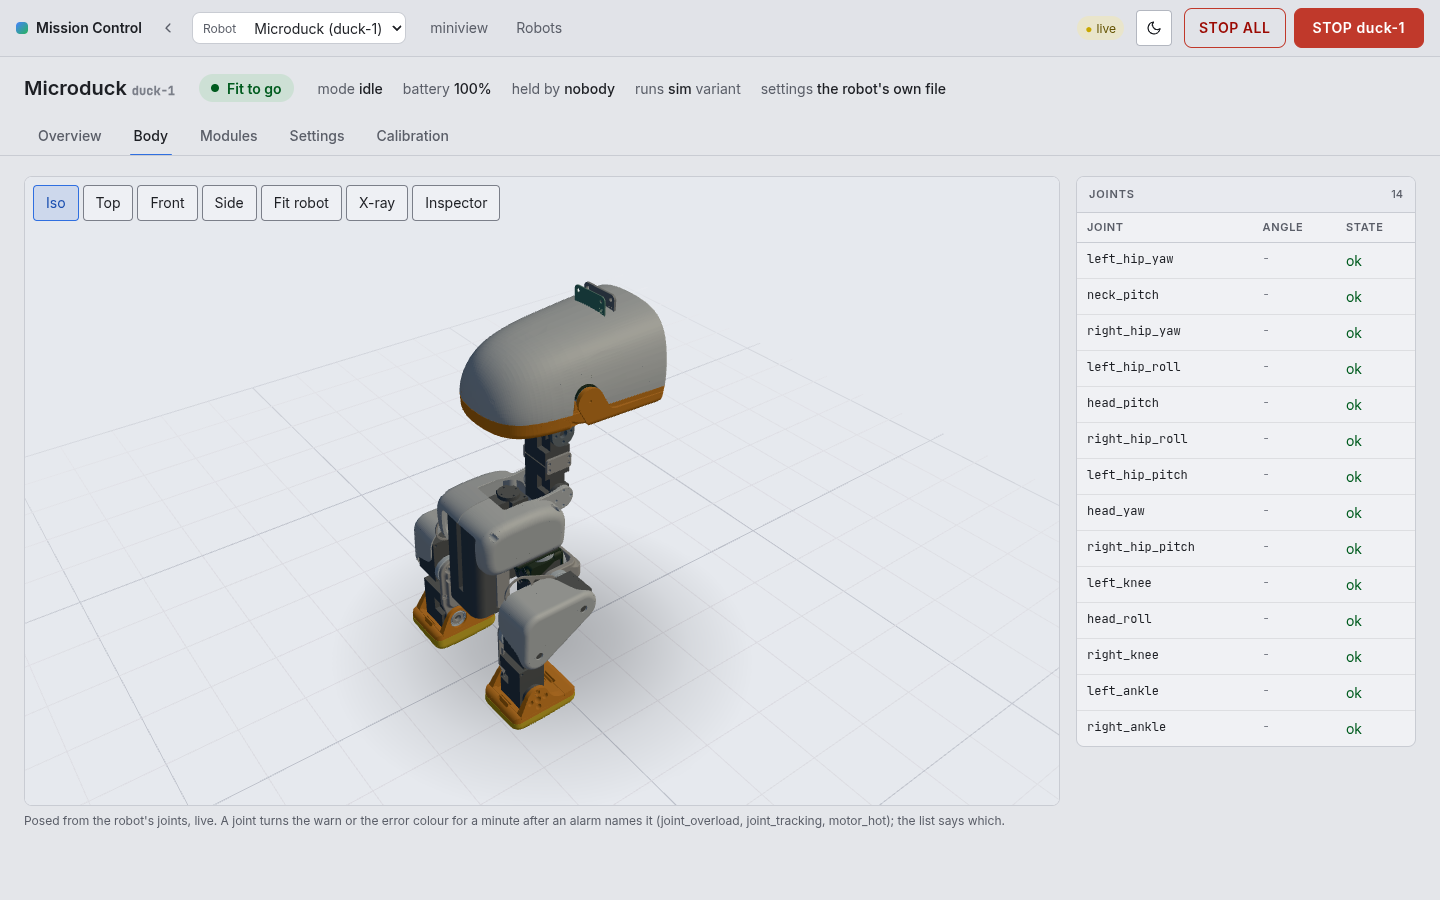 Mission Control
Robot Microduck (duck-1)
miniview
Robots
live
STOP ALL
STOP duck-1
Microduck duck-1
Fit to go
mode idle
battery 100%
held by nobody
runs sim variant
settings the robot's own file
Overview
Body
Modules
Settings
Calibration
Iso
Top
Front
Side
Fit robot
X-ray
Inspector
JOINTS 14
JOINT ANGLE STATE
left_hip_yaw - ok
neck_pitch - ok
right_hip_yaw - ok
left_hip_roll - ok
head_pitch - ok
right_hip_roll - ok
left_hip_pitch - ok
head_yaw - ok
right_hip_pitch - ok
left_knee - ok
head_roll - ok
right_knee - ok
left_ankle - ok
right_ankle - ok
Posed from the robot's joints, live. A joint turns the warn or the error colour for a minute after an alarm names it (joint_overload, joint_tracking, motor_hot); the list says which.